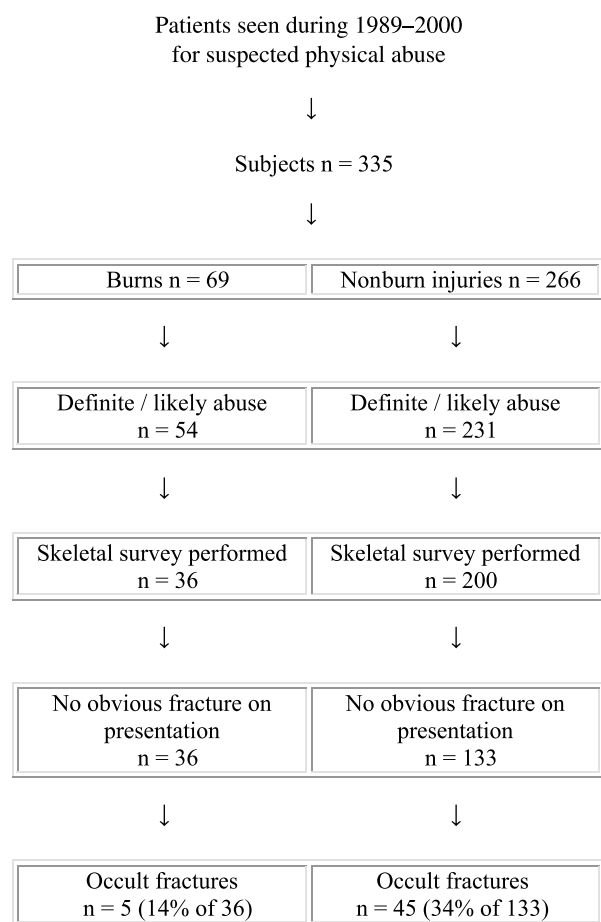 Patients seen during 1989–2000
for suspected physical abuse
↓
Subjects n = 335
↓
Burns n = 69
Nonburn injuries n = 266
↓ ↓
Definite / likely abuse
n = 54
Definite / likely abuse
n = 231
↓ ↓
Skeletal survey performed
n = 36
Skeletal survey performed
n = 200
↓ ↓
No obvious fracture on
presentation
n = 36
No obvious fracture on
presentation
n = 133
↓ ↓
Occult fractures
n = 5 (14% of 36)
Occult fractures
n = 45 (34% of 133)